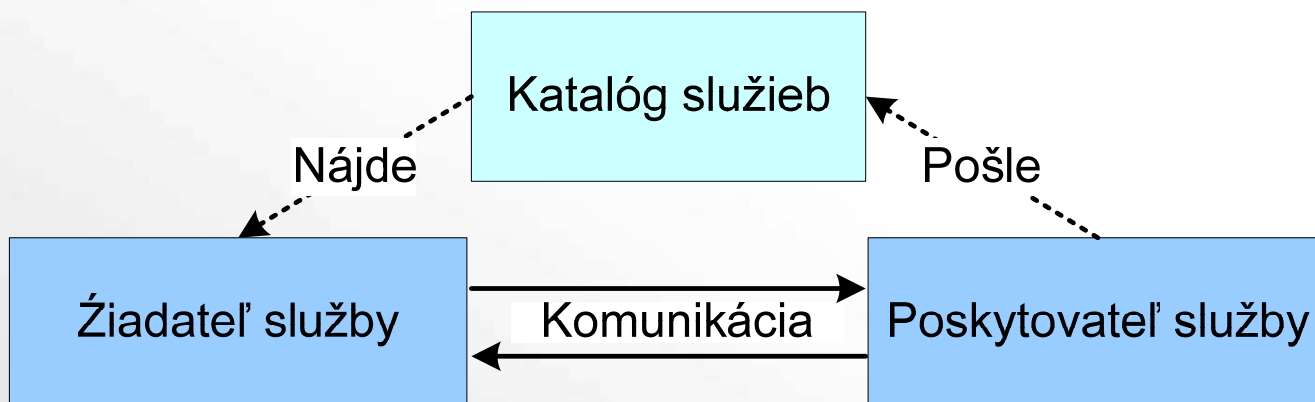 Katalóg služieb
Nájde
Pošle
Źiadateľ služby
Komunikácia
Poskytovateľ služby